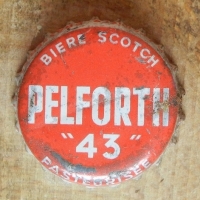 BIERE SCOTCH
PELFORTH
"43"
PASTEURISEE